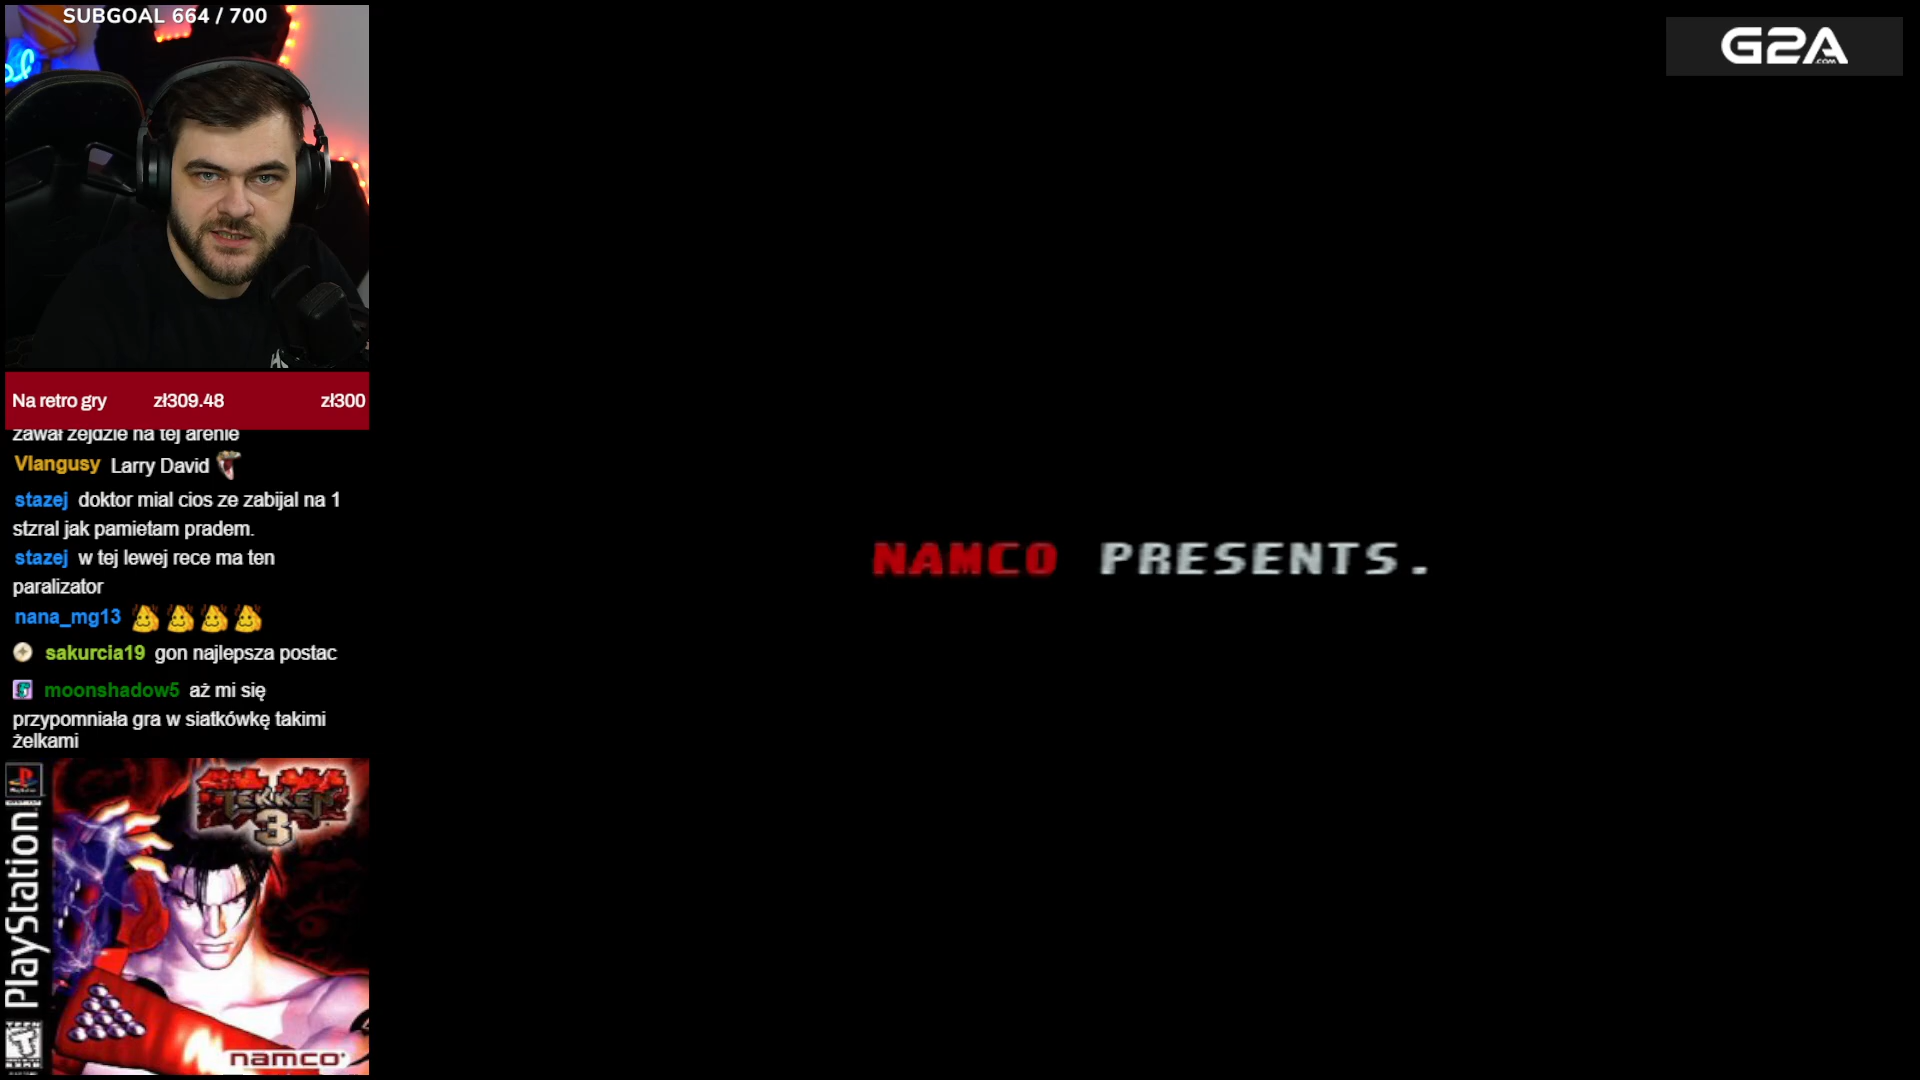 SUBGOAL 664 / 700
G2A
.COM
Na retro gry zł309.48 zł300
zawał zejdzie na tej arenie
Vlangusy Larry David
stazej doktor mial cios ze zabijal na 1
stzral jak pamietam pradem.
stazej w tej lewej rece ma ten
paralizator
nana_mg13
sakurcia19 gon najlepsza postac
moonshadow5 aż mi się
przypomniała gra w siatkówkę takimi
żelkami
NAMCO PRESENTS.
PlayStation
TEKKEN
3
TEEN
T
namco